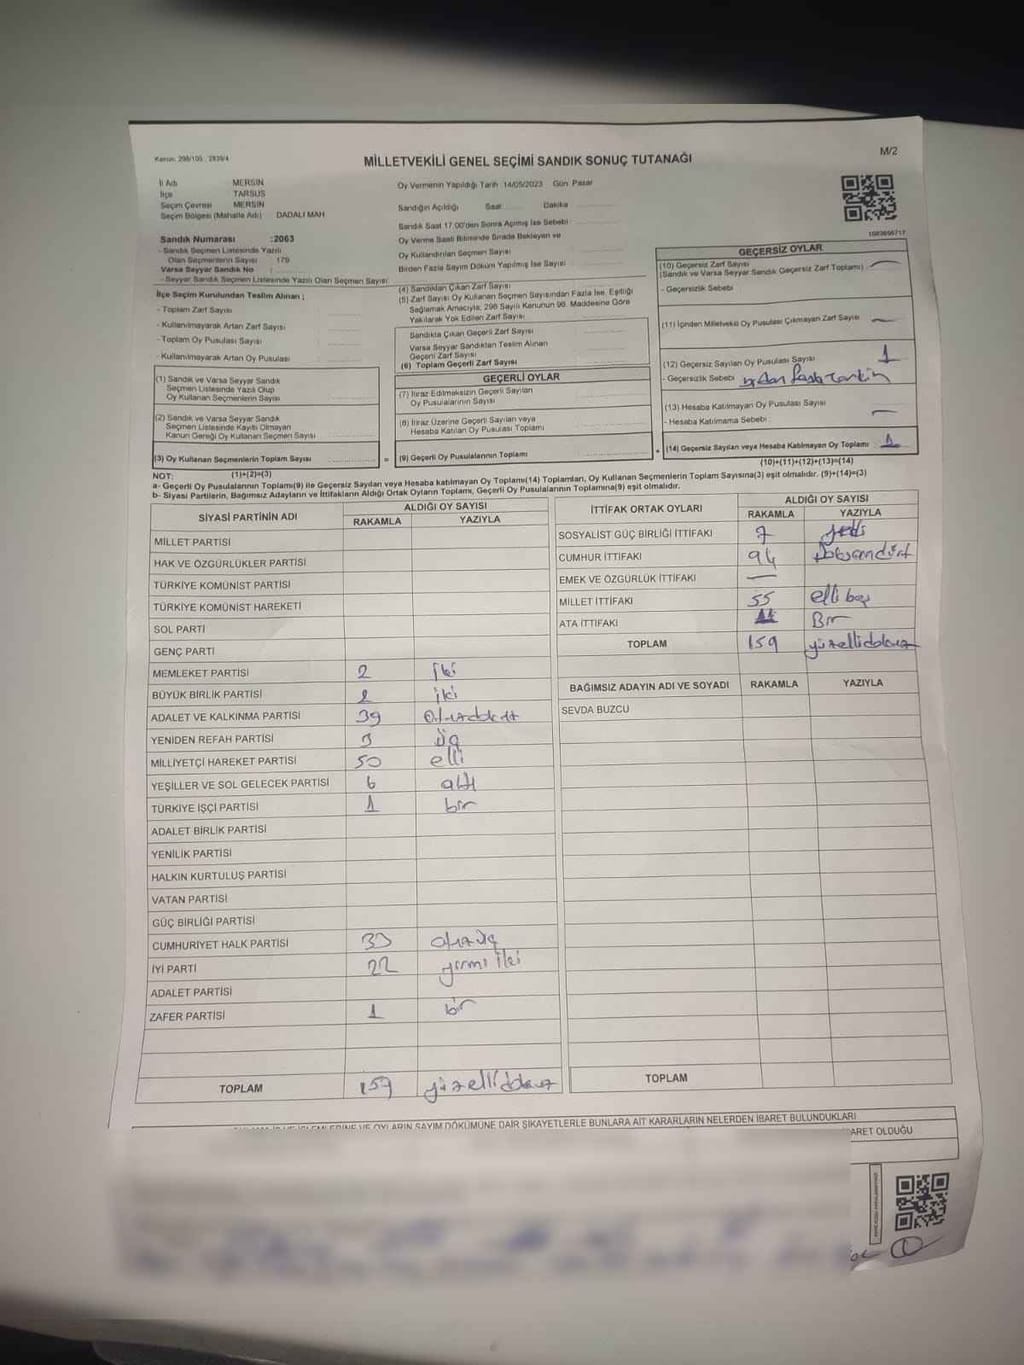 Kanun: 298/105 , 2839/4
MİLLETVEKİLİ GENEL SEÇİMİ SANDIK SONUÇ TUTANAĞI
M/2
İl Adı MERSİN
İlçe TARSUS
Seçim Çevresi MERSİN
Seçim Bölgesi (Mahalle Adı) DADALI MAH
Sandık Numarası :2063
- Sandık Seçmen Listesinde Yazılı
Olan Seçmenlerin Sayısı 179
Varsa Seyyar Sandık No
- Seyyar Sandık Seçmen Listesinde Yazılı Olan Seçmen Sayısı
İlçe Seçim Kurulundan Teslim Alınan ;
- Toplam Zarf Sayısı
- Kullanılmayarak Artan Zarf Sayısı
- Toplam Oy Pusulası
- Kullanılmayarak Artan Oy Pusulası
(1) Sandık ve Varsa Seyyar Sandık
Seçmen Listesinde Yazılı Olup
Oy Kullanan Seçmenlerin Sayısı
(2) Sandık ve Varsa Seyyar Sandık
Seçmen Listesinde Kayıtlı Olmayan
Kanun Gereği Oy Kullanan Seçmen Sayısı
(3) Oy Kullanan Seçmenlerin Toplam Sayısı
(1)+(2)=(3)
Oy Vermenin Yapıldığı Tarih :14/05/2023 Gün: Pazar
Sandığın Açıldığı Saat Dakika
Sandık Saat 17.00'den Sonra Açılmış İse Sebebi
Oy Verme Saati Bitiminde Sırada Bekleyen ve
Oy Kullandırılan Seçmen Sayısı
Birden Fazla Sayım Döküm Yapılmış İse Sayısı
(4) Sandıktan Çıkan Zarf Sayısı
(5) Zarf Sayısı Oy Kullanan Seçmen Sayısından Fazla İse, Eşitliği
Sağlamak Amacıyla; 298 Sayılı Kanunun 98. Maddesine Göre
Yakılarak Yok Edilen Zarf Sayısı
Sandıkta Çıkan Geçerli Zarf Sayısı
Varsa Seyyar Sandıktan Teslim Alınan
Geçerli Zarf Sayısı
(6) Toplam Geçerli Zarf Sayısı
GEÇERLİ OYLAR
(7) İtiraz Edilmeksizin Geçerli Sayılan
Oy Pusulalarının Sayısı
(8) İtiraz Üzerine Geçerli Sayılan veya
Hesaba Katılan Oy Pusulası Toplamı
= (9) Geçerli Oy Pusulalarının Toplamı
GEÇERSİZ OYLAR
(10) Geçersiz Zarf Sayısı
(Sandık ve Varsa Seyyar Sandık Geçersiz Zarf Toplamı) —
- Geçersizlik Sebebi
(11) İçinden Milletvekili Oy Pusulası Çıkmayan Zarf Sayısı —
(12) Geçersiz Sayılan Oy Pusulası Sayısı 1
- Geçersizlik Sebebi
(13) Hesaba Katılmayan Oy Pusulası Sayısı —
- Hesaba Katılmama Sebebi
+ (14) Geçersiz Sayılan veya Hesaba Katılmayan Oy Toplamı 1
(10)+(11)+(12)+(13)=(14)
NOT:
a- Geçerli Oy Pusulaları Toplamı(9) ile Geçersiz Sayılan veya Hesaba katılmayan Oy Toplamı(14) Toplamları, Oy Kullanan Seçmenlerin Toplam Sayısına(3) eşit olmalıdır. (9)+(14)=(3)
b- Siyasi Partilerin, Bağımsız Adayların ve İttifakların Aldığı Ortak Oyların Toplamı, Geçerli Oy Pusulalarının Toplamına(9) eşit olmalıdır.
SİYASİ PARTİNİN ADI ALDIĞI OY SAYISI
RAKAMLA YAZIYLA
MİLLET PARTİSİ
HAK VE ÖZGÜRLÜKLER PARTİSİ
TÜRKİYE KOMÜNİST PARTİSİ
TÜRKİYE KOMÜNİST HAREKETİ
SOL PARTİ
GENÇ PARTİ
MEMLEKET PARTİSİ 2 iki
BÜYÜK BİRLİK PARTİSİ 2 iki
ADALET VE KALKINMA PARTİSİ 39 otuzdokuz
YENİDEN REFAH PARTİSİ 3 üç
MİLLİYETÇİ HAREKET PARTİSİ 50 elli
YEŞİLLER VE SOL GELECEK PARTİSİ 6 altı
TÜRKİYE İŞÇİ PARTİSİ 1 bir
ADALET BİRLİK PARTİSİ
YENİLİK PARTİSİ
HALKIN KURTULUŞ PARTİSİ
VATAN PARTİSİ
GÜÇ BİRLİĞİ PARTİSİ
CUMHURİYET HALK PARTİSİ 33 otuzüç
İYİ PARTİ 22 yirmi iki
ADALET PARTİSİ
ZAFER PARTİSİ 1 bir
TOPLAM 159 yüzellidokuz
İTTİFAK ORTAK OYLARI ALDIĞI OY SAYISI
RAKAMLA YAZIYLA
SOSYALİST GÜÇ BİRLİĞİ İTTİFAKI 7 yedi
CUMHUR İTTİFAKI 94 Doksandört
EMEK VE ÖZGÜRLÜK İTTİFAKI —
MİLLET İTTİFAKI 55 elli beş
ATA İTTİFAKI Bir
TOPLAM 159 yüzellidokuz
BAĞIMSIZ ADAYIN ADI VE SOYADI RAKAMLA YAZIYLA
SEVDA BUZCU
TOPLAM
OYLARIN SAYIM DÖKÜMÜNE DAİR ŞİKAYETLERLE BUNLARA AİT KARARLARIN NELERDEN İBARET BULUNDUKLARI
İBARET OLDUĞU